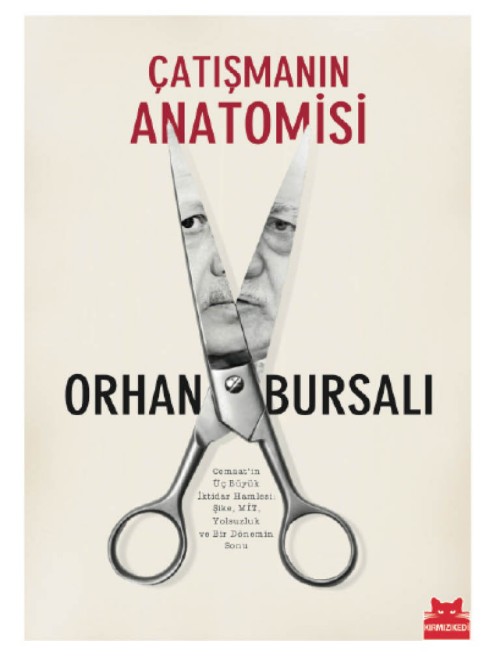 ÇATIŞMANIN
ANATOMİSİ
ORHAN BURSALI
Cemaat'in
Üç Büyük
İktidar Hamlesi:
Şike, MİT,
Yolsuzluk
ve Bir Dönemin
Sonu
KIRMIZIKEDİ